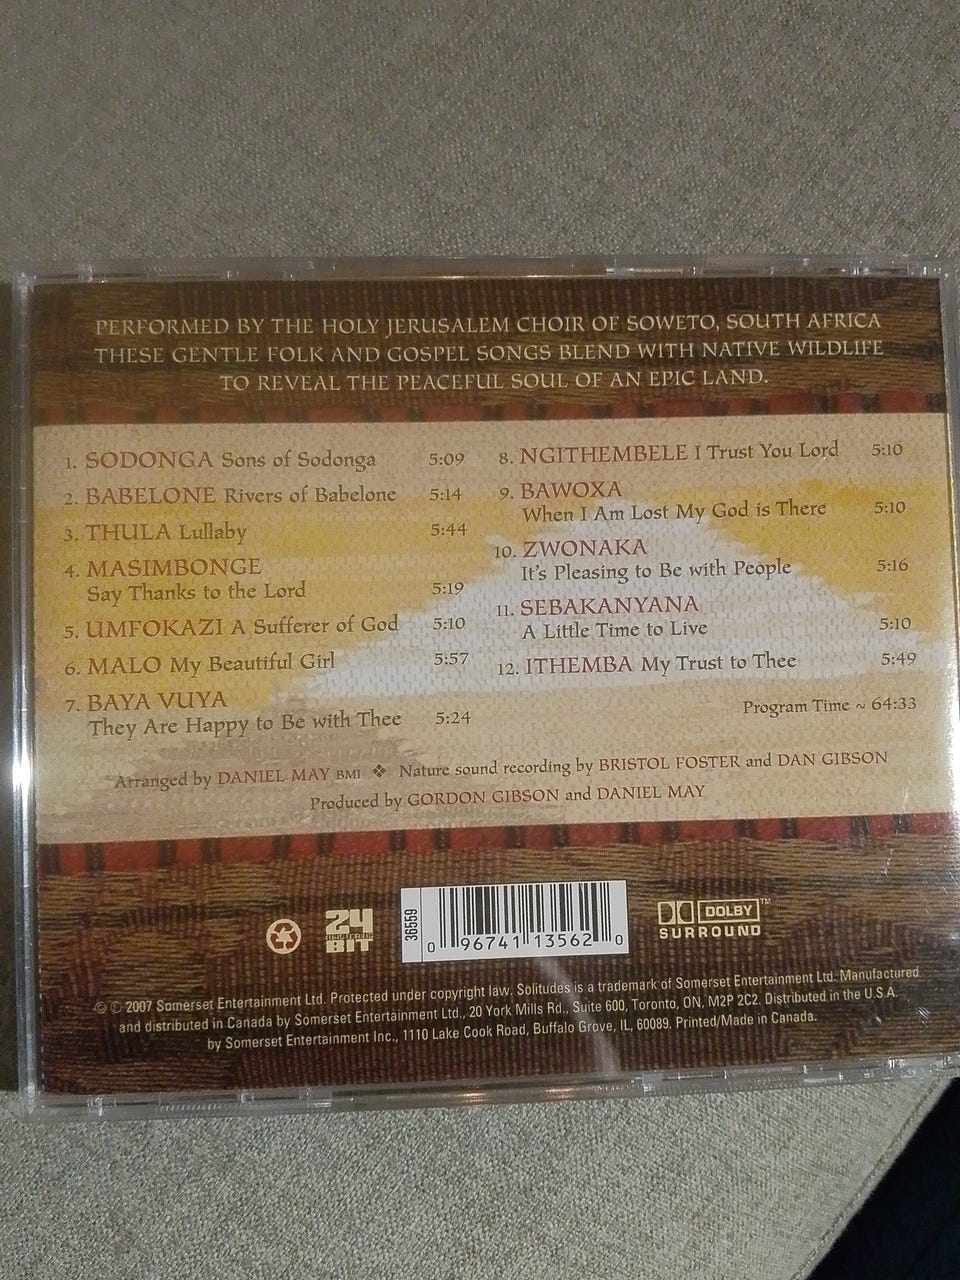 PERFORMED BY THE HOLY JERUSALEM CHOIR OF SOWETO, SOUTH AFRICA
THESE GENTLE FOLK AND GOSPEL SONGS BLEND WITH NATIVE WILDLIFE
TO REVEAL THE PEACEFUL SOUL OF AN EPIC LAND.
1. SODONGA Sons of Sodonga 5:09
2. BABELONE Rivers of Babelone 5:14
3. THULA Lullaby 5:44
4. MASIMBONGE
Say Thanks to the Lord 5:19
5. UMFOKAZI A Sufferer of God 5:10
6. MALO My Beautiful Girl 5:57
7. BAYA VUYA
They Are Happy to Be with Thee 5:24
8. NGITHEMBELE I Trust You Lord 5:10
9. BAWOXA
When I Am Lost My God is There 5:10
10. ZWONAKA
It's Pleasing to Be with People 5:16
11. SEBAKANYANA
A Little Time to Live 5:10
12. ITHEMBA My Trust to Thee 5:49
Program Time ~ 64:33
Arranged by DANIEL MAY BMI ❖ Nature sound recording by BRISTOL FOSTER and DAN GIBSON
Produced by GORDON GIBSON and DANIEL MAY
24
BIT
36559
0 96741 13562 0
DOLBY™
SURROUND
© ℗ 2007 Somerset Entertainment Ltd. Protected under copyright law. Solitudes is a trademark of Somerset Entertainment Ltd. Manufactured
and distributed in Canada by Somerset Entertainment Ltd., 20 York Mills Rd., Suite 600, Toronto, ON, M2P 2C2. Distributed in the U.S.A.
by Somerset Entertainment Inc., 1110 Lake Cook Road, Buffalo Grove, IL, 60089. Printed/Made in Canada.